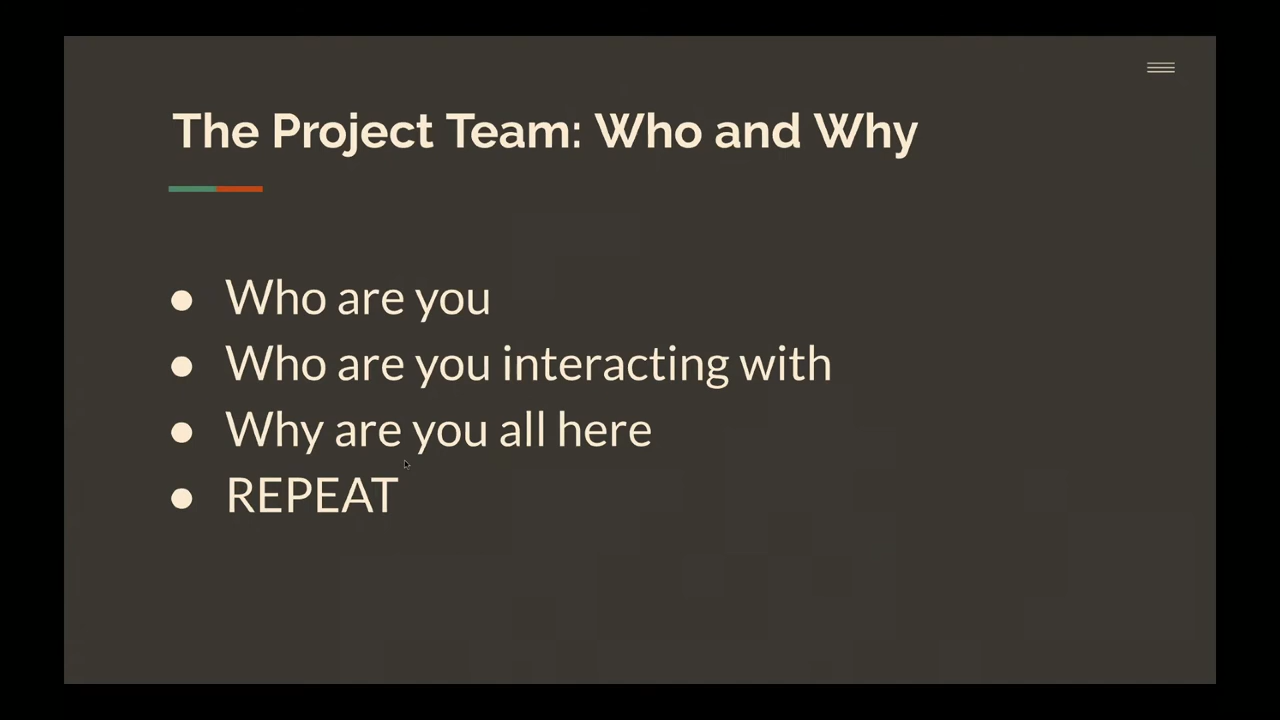 The Project Team: Who and Why
● Who are you
● Who are you interacting with
● Why are you all here
● REPEAT